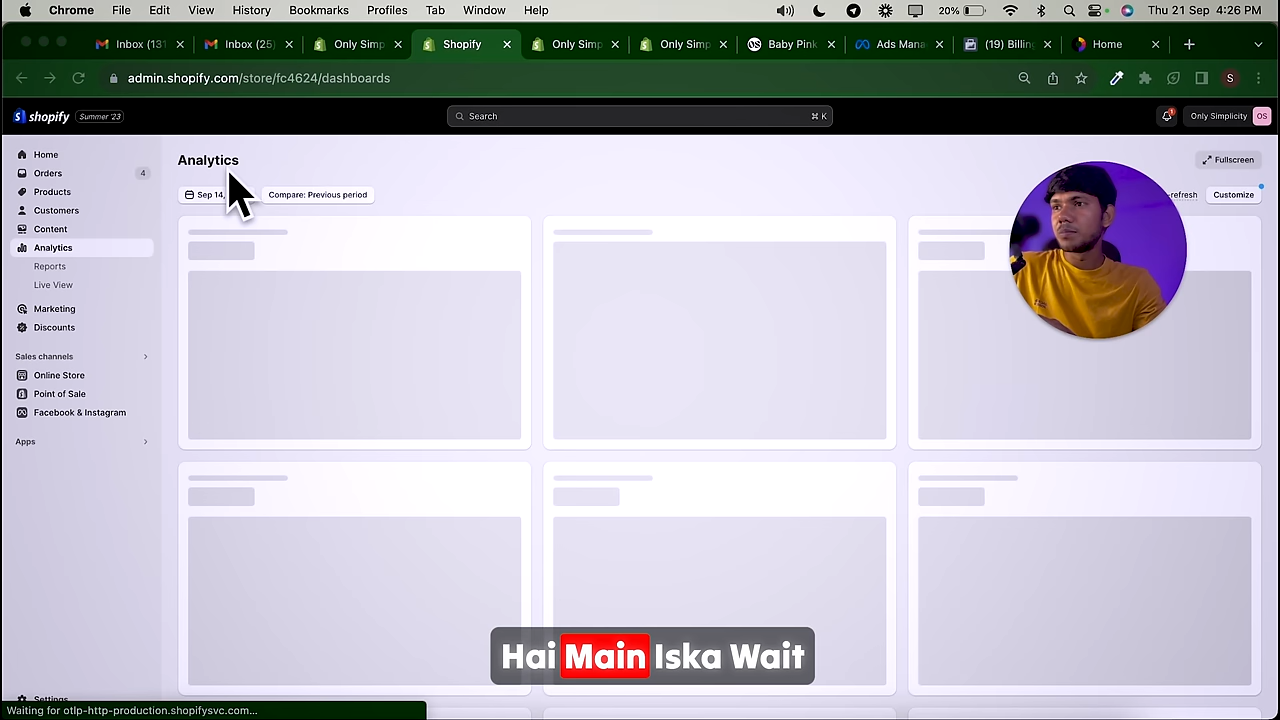 Chrome File Edit View History Bookmarks Profiles Tab Window Help 20% Thu 21 Sep 4:26 PM
Inbox (131 Inbox (25) Only Simp Shopify Only Simp Only Simp Baby Pink Ads Mana (19) Billin Home
admin.shopify.com/store/fc4624/dashboards S
shopify Summer '23 Search ⌘ K 1 Only Simplicity OS
Home
Orders 4
Products
Customers
Content
Analytics
Reports
Live View
Marketing
Discounts
Sales channels
Online Store
Point of Sale
Facebook & Instagram
Apps
Settings
Analytics Fullscreen
Sep 14, Compare: Previous period -refresh Customize
Hai Main Iska Wait
Waiting for otlp-http-production.shopifysvc.com...